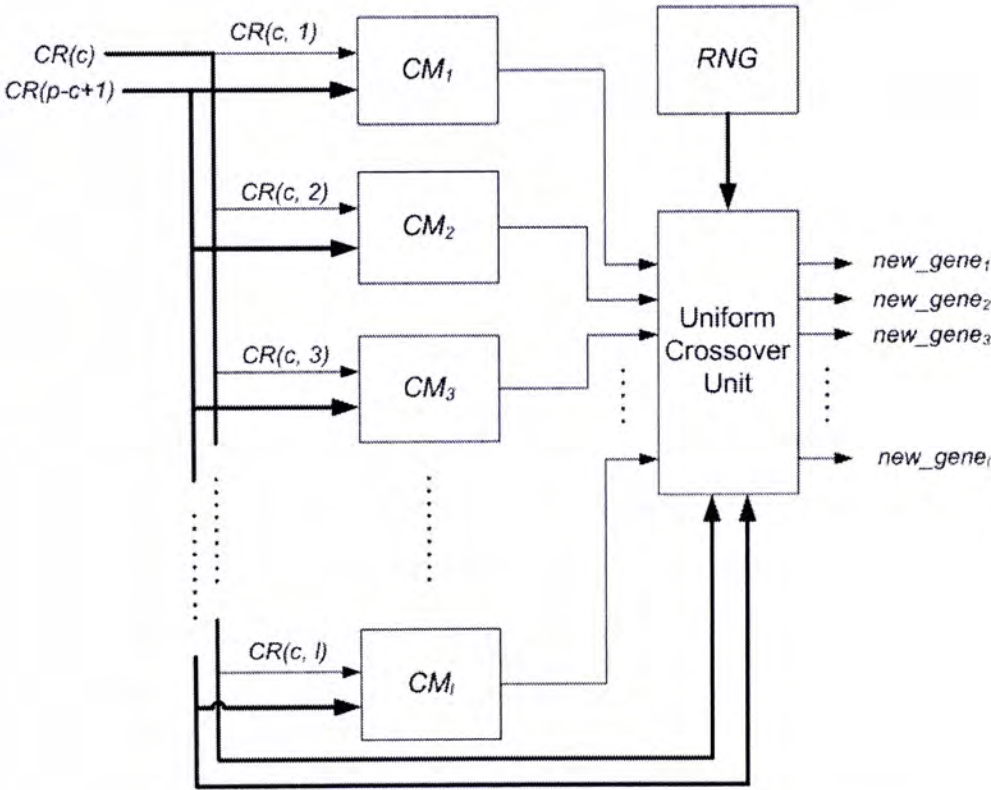 CR(c)
CR(p-c+1)
CR(c, 1)
CM₁
RNG
CR(c, 2)
CM₂
CR(c, 3)
CM₃
CR(c, l)
CMₗ
Uniform
Crossover
Unit
new_gene₁
new_gene₂
new_gene₃
new_geneₗ